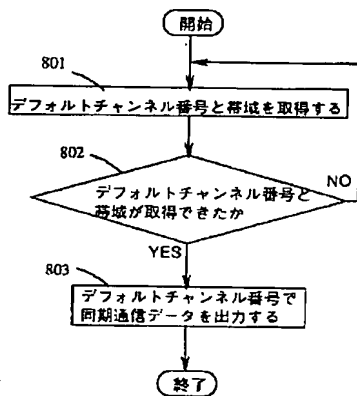 開始
801
デフォルトチャンネル番号と帯域を取得する
802
デフォルトチャンネル番号と
帯域が取得できたか
NO
YES
803
デフォルトチャンネル番号で
同期通信データを出力する
終了